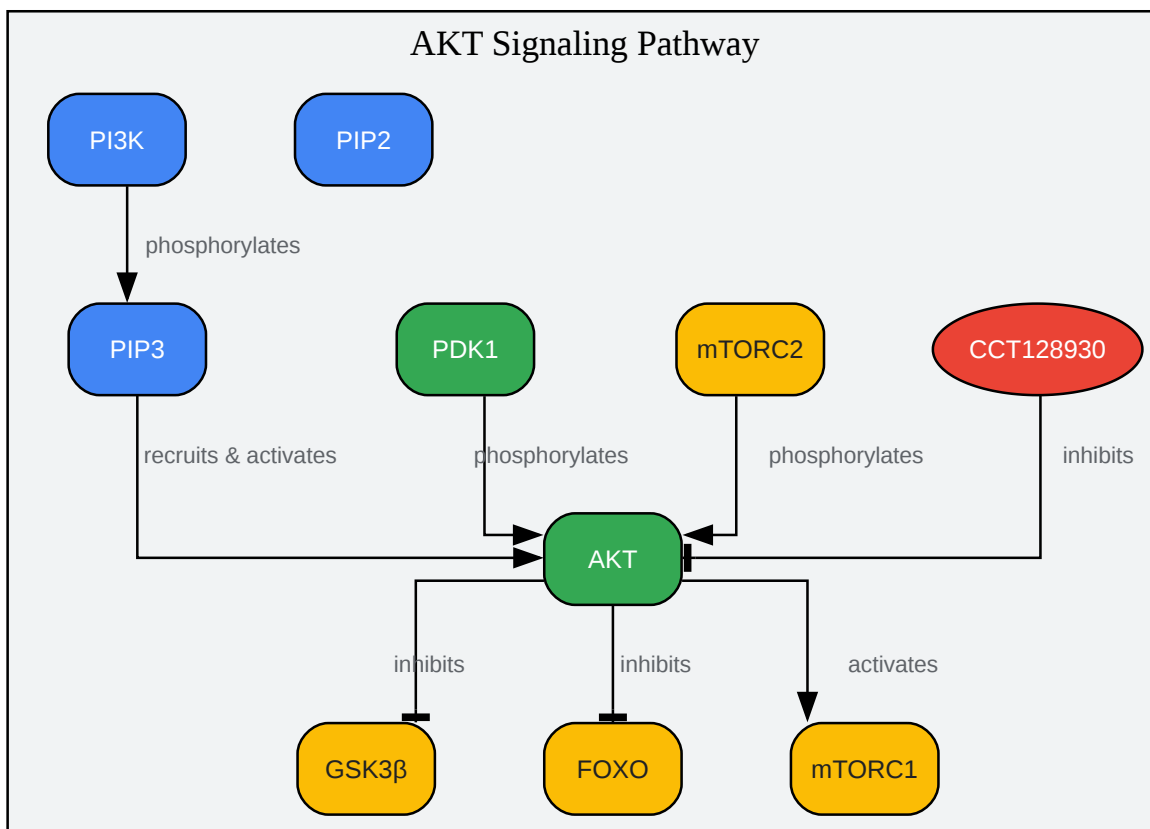 AKT Signaling Pathway
PI3K
PIP2
phosphorylates
PIP3
PDK1
mTORC2
CCT128930
recruits & activates
phosphorylates
phosphorylates
inhibits
AKT
inhibits
inhibits
activates
GSK3β
FOXO
mTORC1